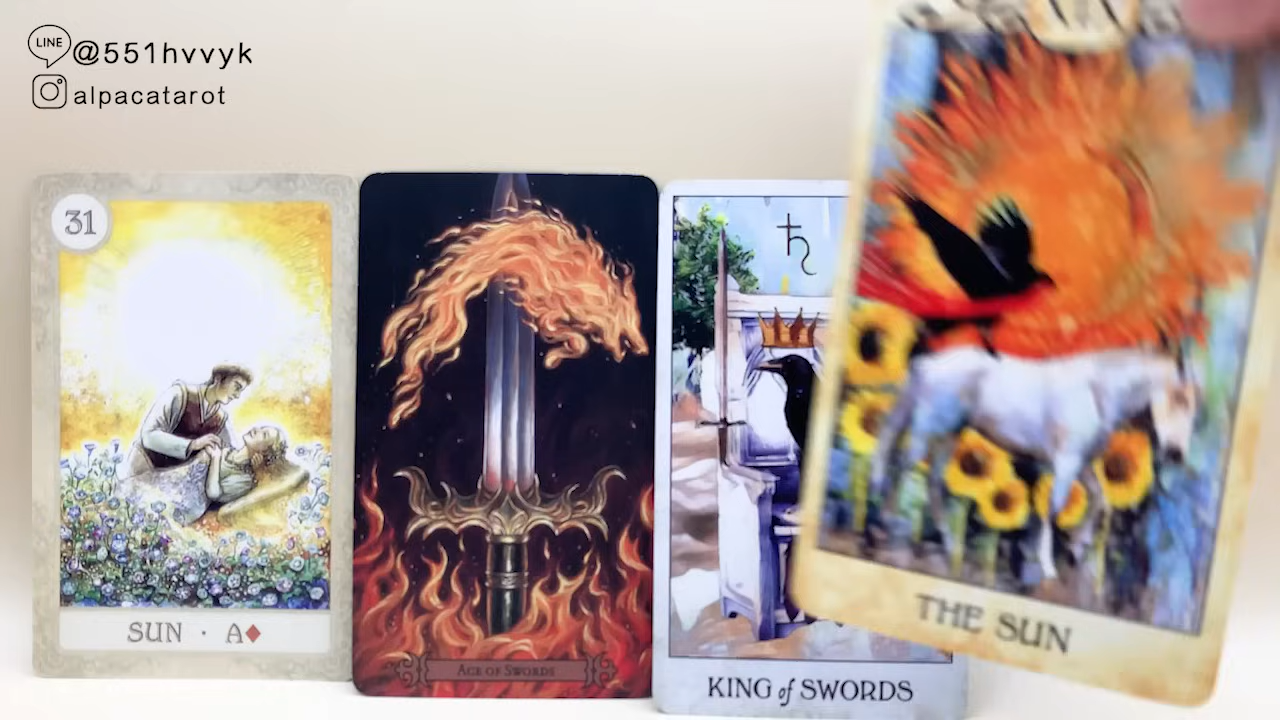 LINE
@551hvvyk
alpacatarot
31
SUN · A♦
ACE OF SWORDS
KING of SWORDS
THE SUN